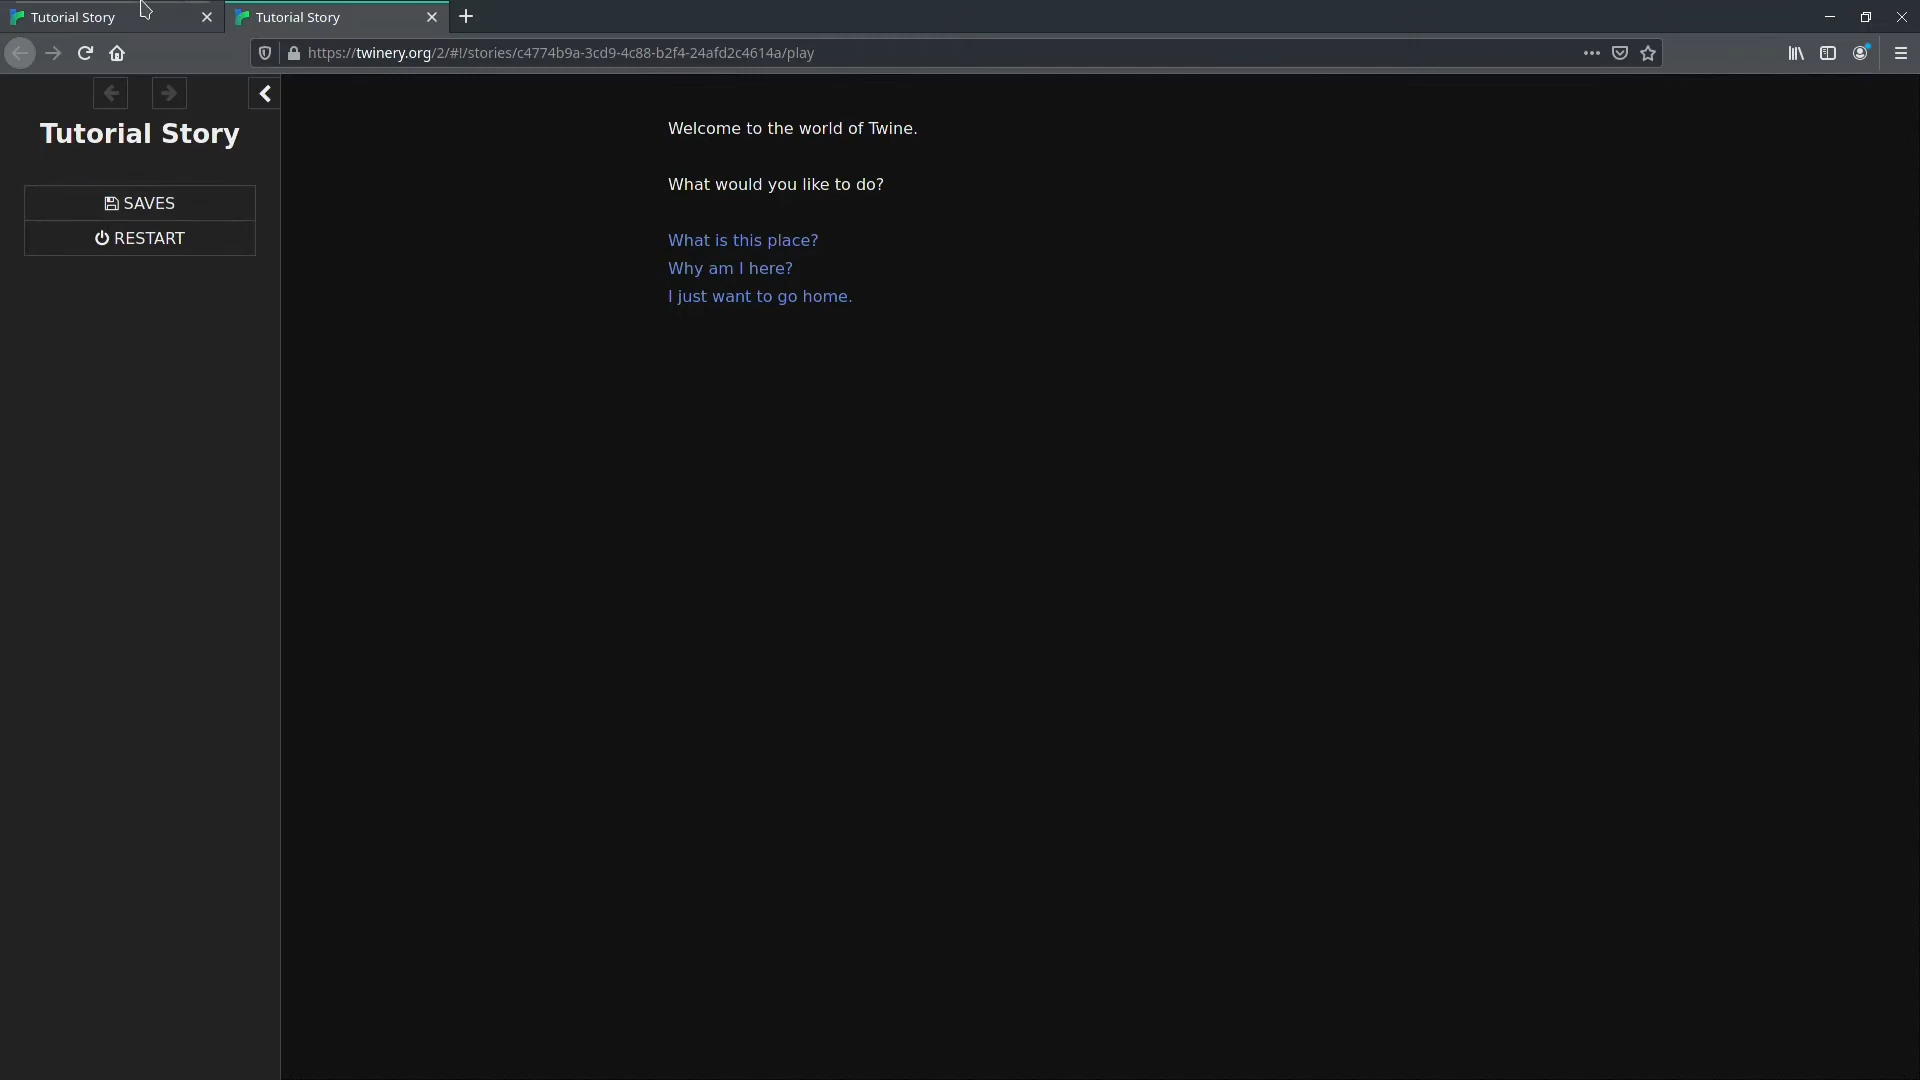 Tutorial Story
Tutorial Story
https://twinery.org/2/#!/stories/c4774b9a-3cd9-4c88-b2f4-24afd2c4614a/play
Tutorial Story
SAVES
RESTART
Welcome to the world of Twine.
What would you like to do?
What is this place?
Why am I here?
I just want to go home.